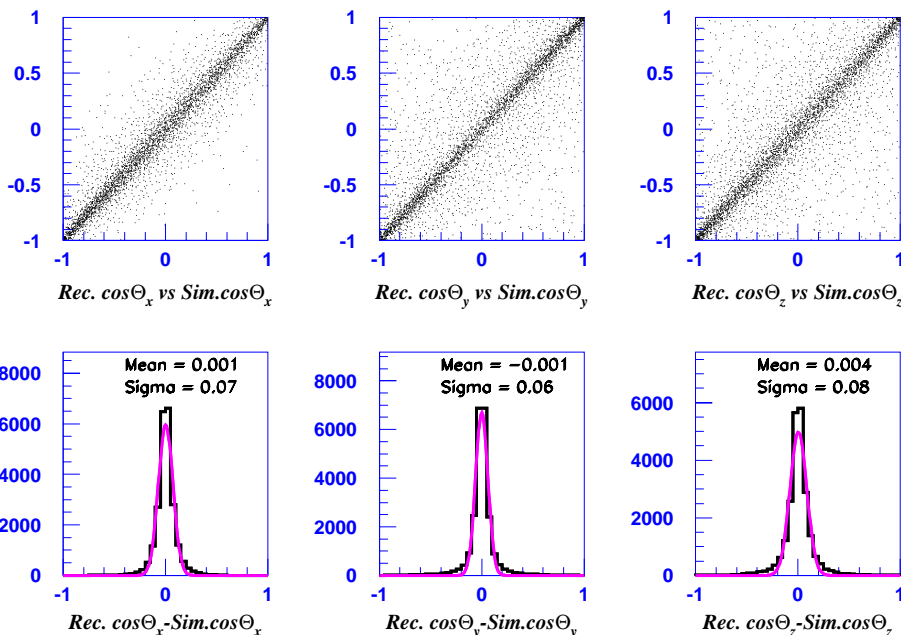 1
0.5
0
-0.5
-1
-1 0 1
Rec. cosΘx vs Sim.cosΘx
1
0.5
0
-0.5
-1
-1 0 1
Rec. cosΘy vs Sim.cosΘy
1
0.5
0
-0.5
-1
-1 0 1
Rec. cosΘz vs Sim.cosΘz
Mean = 0.001
Sigma = 0.07
8000
6000
4000
2000
0
-1 0 1
Rec. cosΘx-Sim.cosΘx
Mean = -0.001
Sigma = 0.06
8000
6000
4000
2000
0
-1 0 1
Rec. cosΘy-Sim.cosΘy
Mean = 0.004
Sigma = 0.08
6000
4000
2000
0
-1 0 1
Rec. cosΘz-Sim.cosΘz